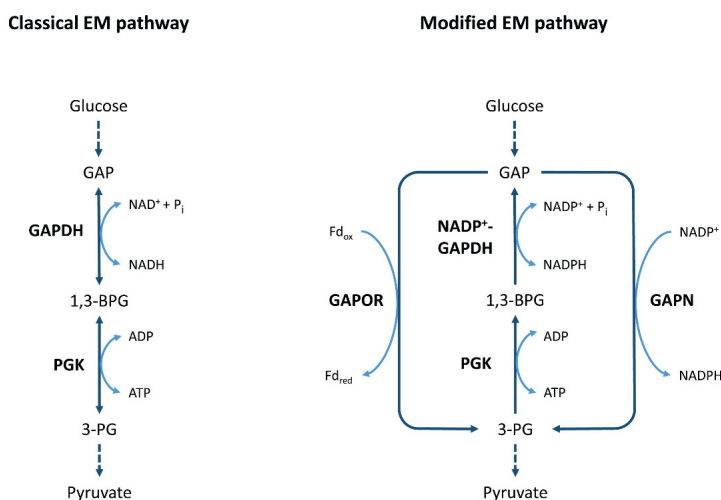 Classical EM pathway
Glucose
GAP
GAPDH
NAD⁺ + Pᵢ
NADH
1,3-BPG
PGK
ADP
ATP
3-PG
Pyruvate
Modified EM pathway
Glucose
GAP
Fdₒₓ
NADP⁺-
GAPDH
NADP⁺ + Pᵢ
NADP⁺
NADPH
GAPOR
1,3-BPG
GAPN
PGK
ADP
Fd_red
ATP
NADPH
3-PG
Pyruvate